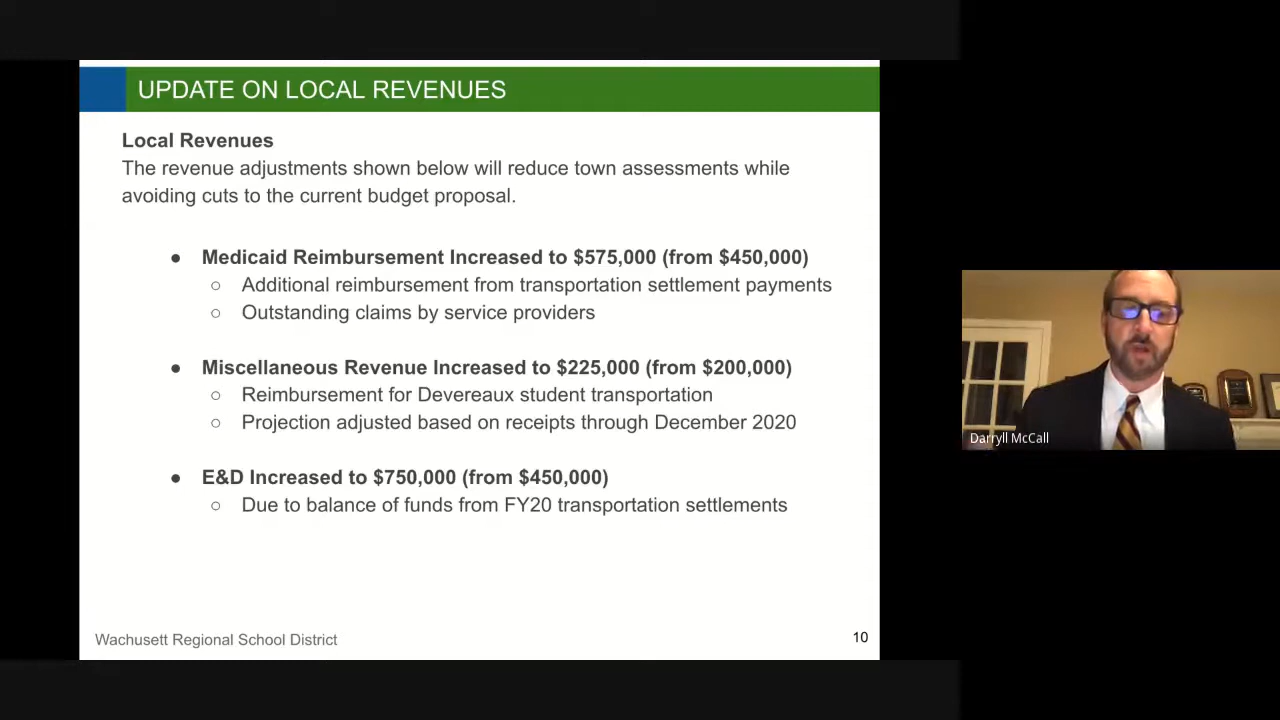 UPDATE ON LOCAL REVENUES
Local Revenues
The revenue adjustments shown below will reduce town assessments while
avoiding cuts to the current budget proposal.
● Medicaid Reimbursement Increased to $575,000 (from $450,000)
○ Additional reimbursement from transportation settlement payments
○ Outstanding claims by service providers
● Miscellaneous Revenue Increased to $225,000 (from $200,000)
○ Reimbursement for Devereaux student transportation
○ Projection adjusted based on receipts through December 2020
● E&D Increased to $750,000 (from $450,000)
○ Due to balance of funds from FY20 transportation settlements
Wachusett Regional School District
10
Darryll McCall